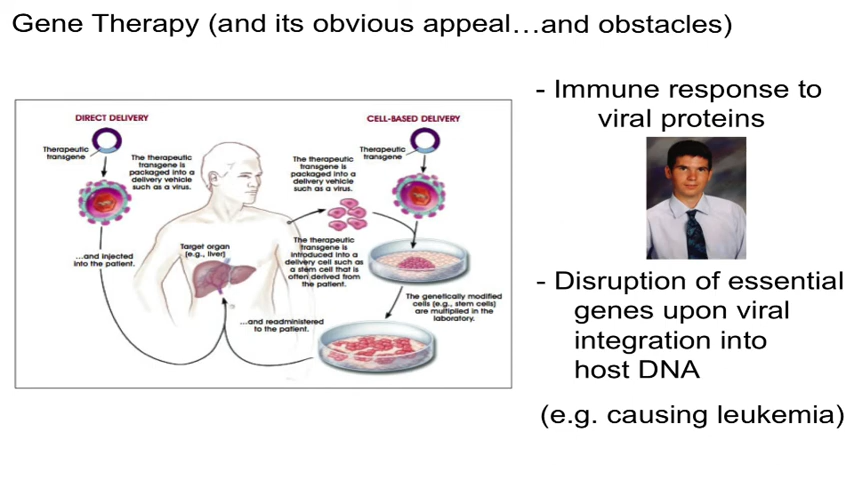 Gene Therapy (and its obvious appeal…and obstacles)
DIRECT DELIVERY
Therapeutic
transgene
The therapeutic
transgene is
packaged into a
delivery vehicle
such as a virus.
...and injected
into the patient.
Target organ
(e.g., liver)
CELL-BASED DELIVERY
Therapeutic
transgene
The therapeutic
transgene is
packaged into a
delivery vehicle
such as a virus.
The therapeutic
transgene is
introduced into a
delivery cell such as
a stem cell that is
often derived from
the patient.
The genetically modified
cells (e.g., stem cells)
are multiplied in the
laboratory.
...and readministered
to the patient.
- Immune response to
viral proteins
- Disruption of essential
genes upon viral
integration into
host DNA
(e.g. causing leukemia)